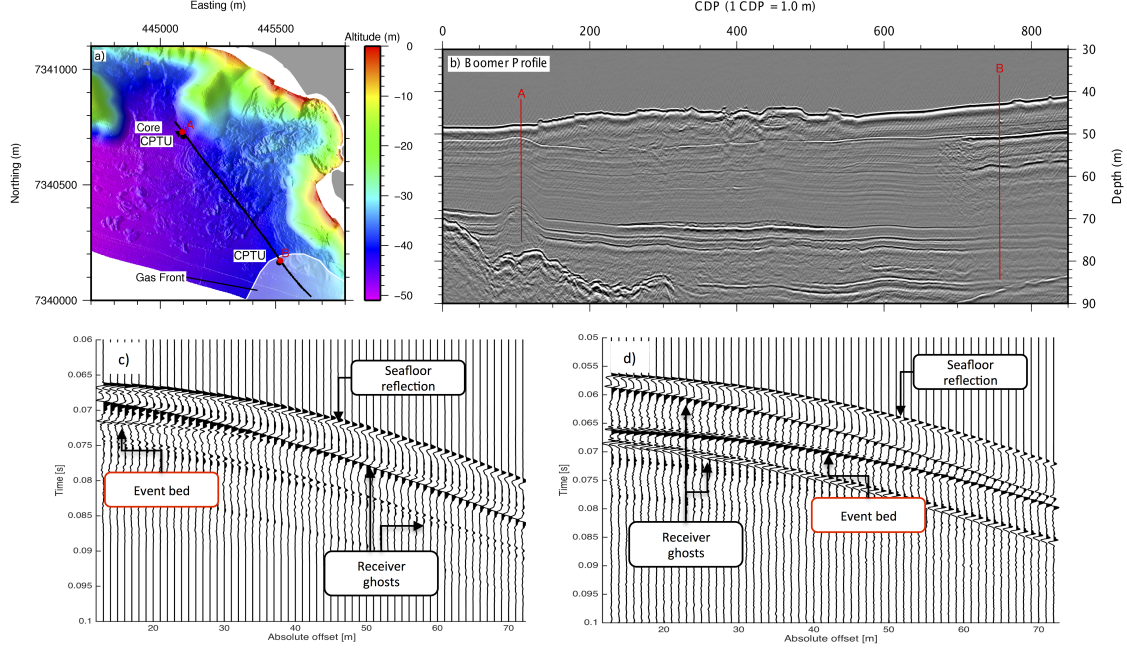 Easting (m)
445000 445500
a)
Altitude (m)
7341000
7340500
7340000
Northing (m)
Core
CPTU
A
CPTU
B
Gas Front
0
−10
−20
−30
−40
−50
CDP (1 CDP = 1.0 m)
0 200 400 600 800
b) Boomer Profile
A
B
30
40
50
60
70
80
90
Depth (m)
c)
0.06
0.065
0.07
0.075
0.08
0.085
0.09
0.095
0.1
Time [s]
Seafloor
reflection
Event bed
Receiver
ghosts
20 30 40 50 60 70
Absolute offset [m]
d)
0.05
0.055
0.06
0.065
0.07
0.075
0.08
0.085
0.09
0.095
0.1
Time [s]
Seafloor
reflection
Receiver
ghosts
Event bed
20 30 40 50 60 70
Absolute offset [m]